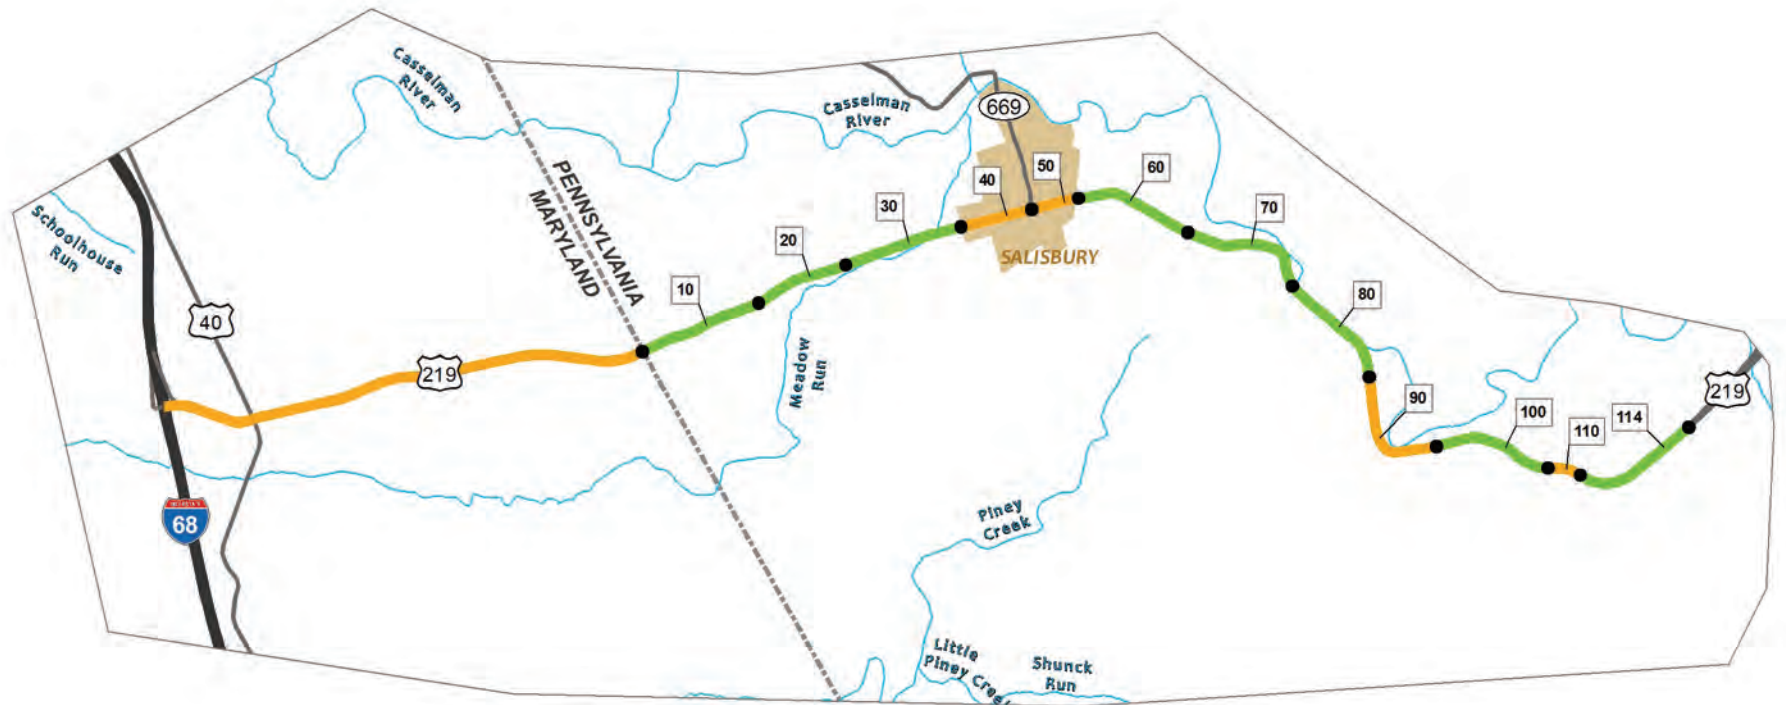 Casselman
River
Casselman
River
669
Schoolhouse
Run
PENNSYLVANIA
MARYLAND
40
219
10
20
30
40
50
60
70
80
90
100
110
114
219
SALISBURY
Meadow
Run
68
Piney
Creek
Little
Piney Creek
Shunck
Run